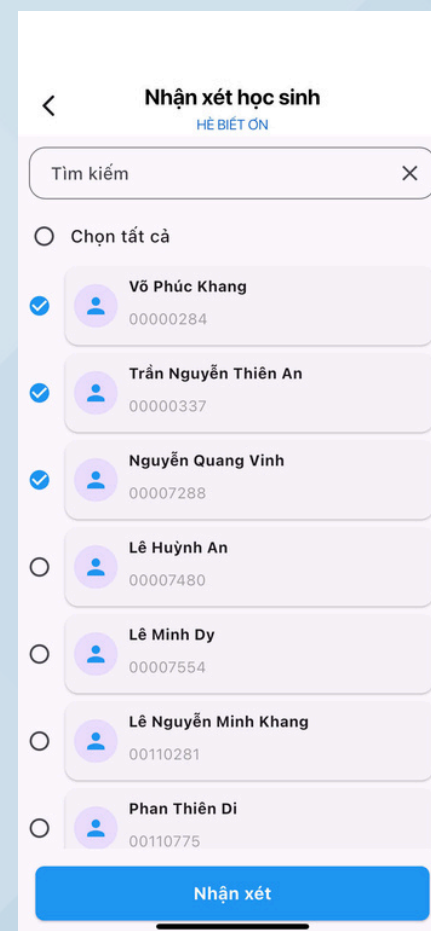 Nhận xét học sinh
HÈ BIẾT ƠN
Tìm kiếm
Chọn tất cả
Võ Phúc Khang
00000284
Trần Nguyễn Thiên An
00000337
Nguyễn Quang Vinh
00007288
Lê Huỳnh An
00007480
Lê Minh Dy
00007554
Lê Nguyễn Minh Khang
00110281
Phan Thiên Di
00110775
Nhận xét